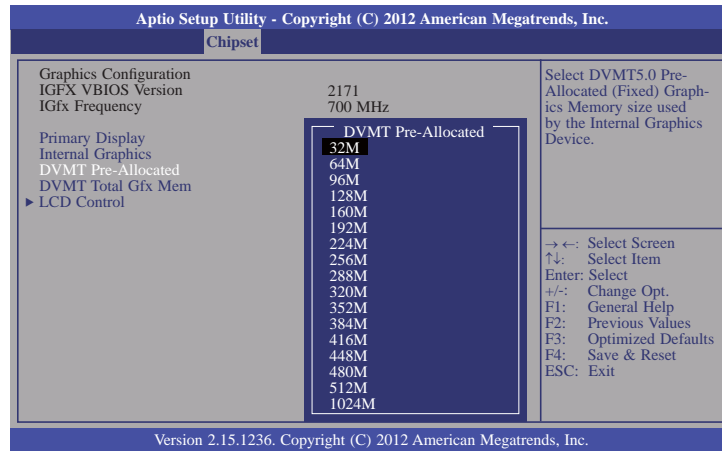 Aptio Setup Utility - Copyright (C) 2012 American Megatrends, Inc.
Chipset
Graphics Configuration
IGFX VBIOS Version 2171
IGfx Frequency 700 MHz
Primary Display
Internal Graphics
DVMT Pre-Allocated
DVMT Total Gfx Mem
▶ LCD Control
DVMT Pre-Allocated
32M
64M
96M
128M
160M
192M
224M
256M
288M
320M
352M
384M
416M
448M
480M
512M
1024M
Select DVMT5.0 Pre-
Allocated (Fixed) Graph-
ics Memory size used
by the Internal Graphics
Device.
→ ←: Select Screen
↑↓: Select Item
Enter: Select
+/-: Change Opt.
F1: General Help
F2: Previous Values
F3: Optimized Defaults
F4: Save & Reset
ESC: Exit
Version 2.15.1236. Copyright (C) 2012 American Megatrends, Inc.